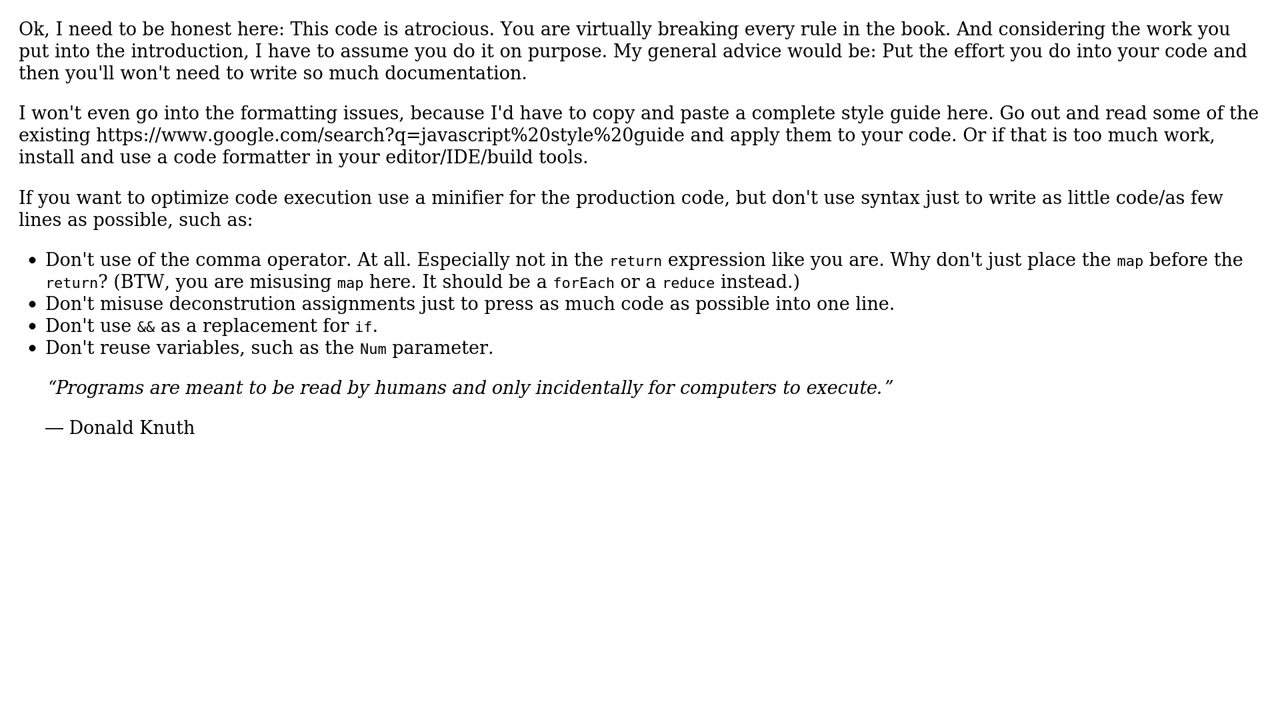 Ok, I need to be honest here: This code is atrocious. You are virtually breaking every rule in the book. And considering the work you
put into the introduction, I have to assume you do it on purpose. My general advice would be: Put the effort you do into your code and
then you'll won't need to write so much documentation.
I won't even go into the formatting issues, because I'd have to copy and paste a complete style guide here. Go out and read some of the
existing https://www.google.com/search?q=javascript%20style%20guide and apply them to your code. Or if that is too much work,
install and use a code formatter in your editor/IDE/build tools.
If you want to optimize code execution use a minifier for the production code, but don't use syntax just to write as little code/as few
lines as possible, such as:
• Don't use of the comma operator. At all. Especially not in the return expression like you are. Why don't just place the map before the
return? (BTW, you are misusing map here. It should be a forEach or a reduce instead.)
• Don't misuse deconstrution assignments just to press as much code as possible into one line.
• Don't use && as a replacement for if.
• Don't reuse variables, such as the Num parameter.
“Programs are meant to be read by humans and only incidentally for computers to execute.”
― Donald Knuth